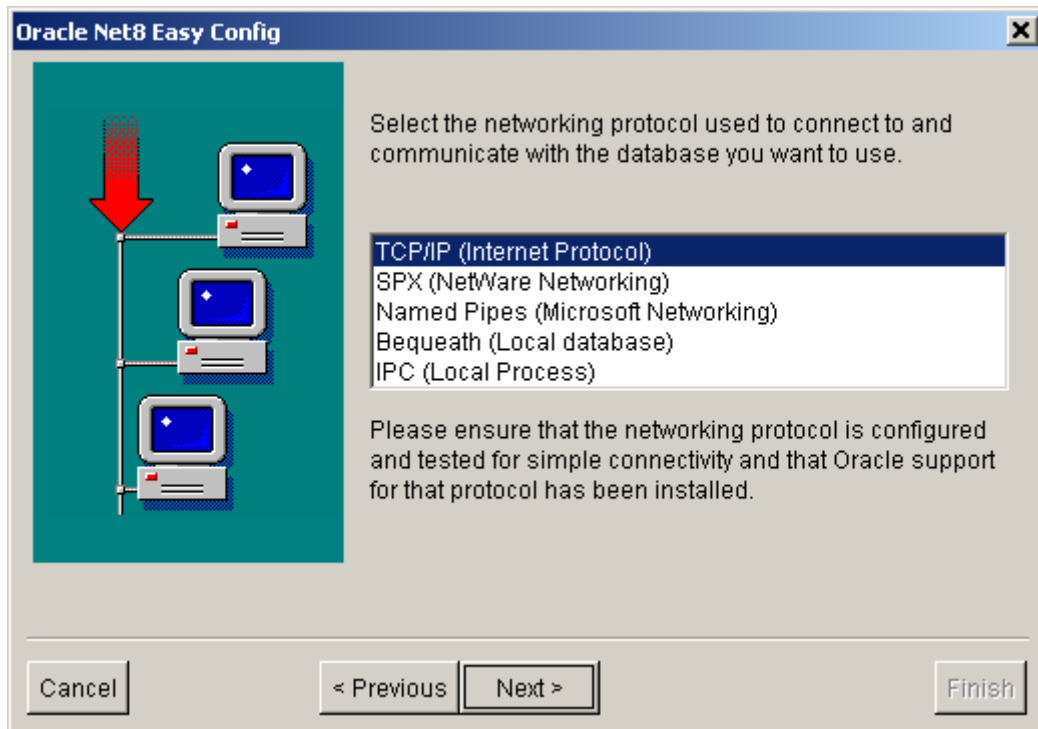 Oracle Net8 Easy Config
Select the networking protocol used to connect to and
communicate with the database you want to use.
TCP/IP (Internet Protocol)
SPX (NetWare Networking)
Named Pipes (Microsoft Networking)
Bequeath (Local database)
IPC (Local Process)
Please ensure that the networking protocol is configured
and tested for simple connectivity and that Oracle support
for that protocol has been installed.
Cancel
< Previous
Next >
Finish